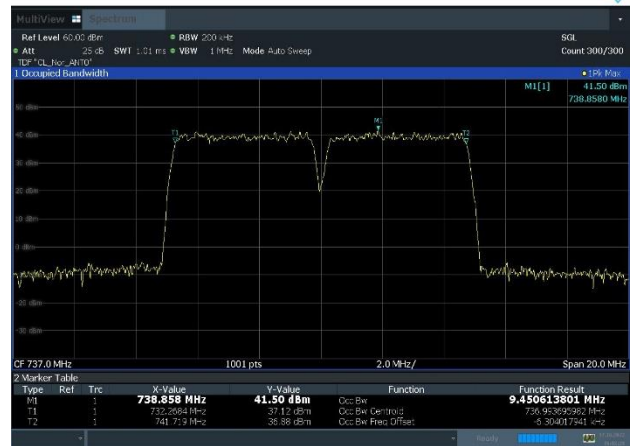 MultiView Spectrum
Ref Level 60.00 dBm RBW 200 kHz SGL
Att 25 dB SWT 1.01 ms VBW 1 MHz Mode Auto Sweep Count 300/300
TDF "CL_Nor_ANT0"
1 Occupied Bandwidth 1Pk Max
M1[1] 41.50 dBm
738.8580 MHz
50 dBm
M1
40 dBm
T1 T2
30 dBm
20 dBm
10 dBm
0 dBm
-20 dBm
-30 dBm
CF 737.0 MHz 1001 pts 2.0 MHz/ Span 20.0 MHz
2 Marker Table
Type Ref Trc X-Value Y-Value Function Function Result
M1 1 738.858 MHz 41.50 dBm Occ Bw 9.450613801 MHz
T1 1 732.2684 MHz 37.12 dBm Occ Bw Centroid 736.993695982 MHz
T2 1 741.719 MHz 36.88 dBm Occ Bw Freq Offset -6.304017941 kHz
Ready